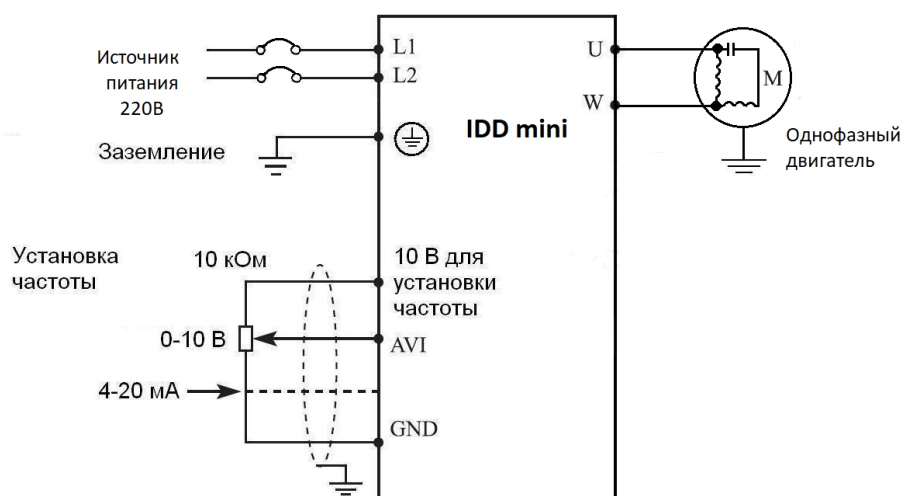 Источник
питания
220В
L1
L2
U
M
W
IDD mini
Заземление
Однофазный
двигатель
Установка
частоты
10 кОм
10 В для
установки
частоты
0-10 В
AVI
4-20 мА
GND